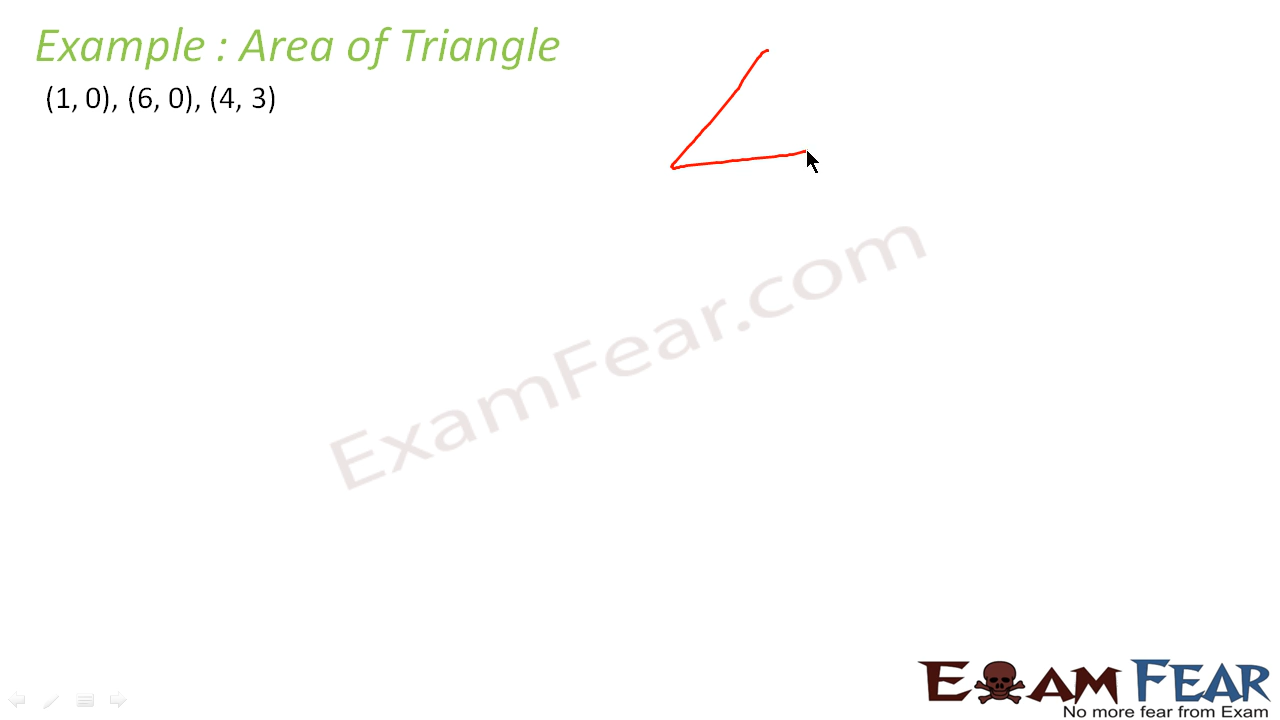 Example : Area of Triangle
(1, 0), (6, 0), (4, 3)
ExamFear.com
EXAM FEAR
No more fear from Exam